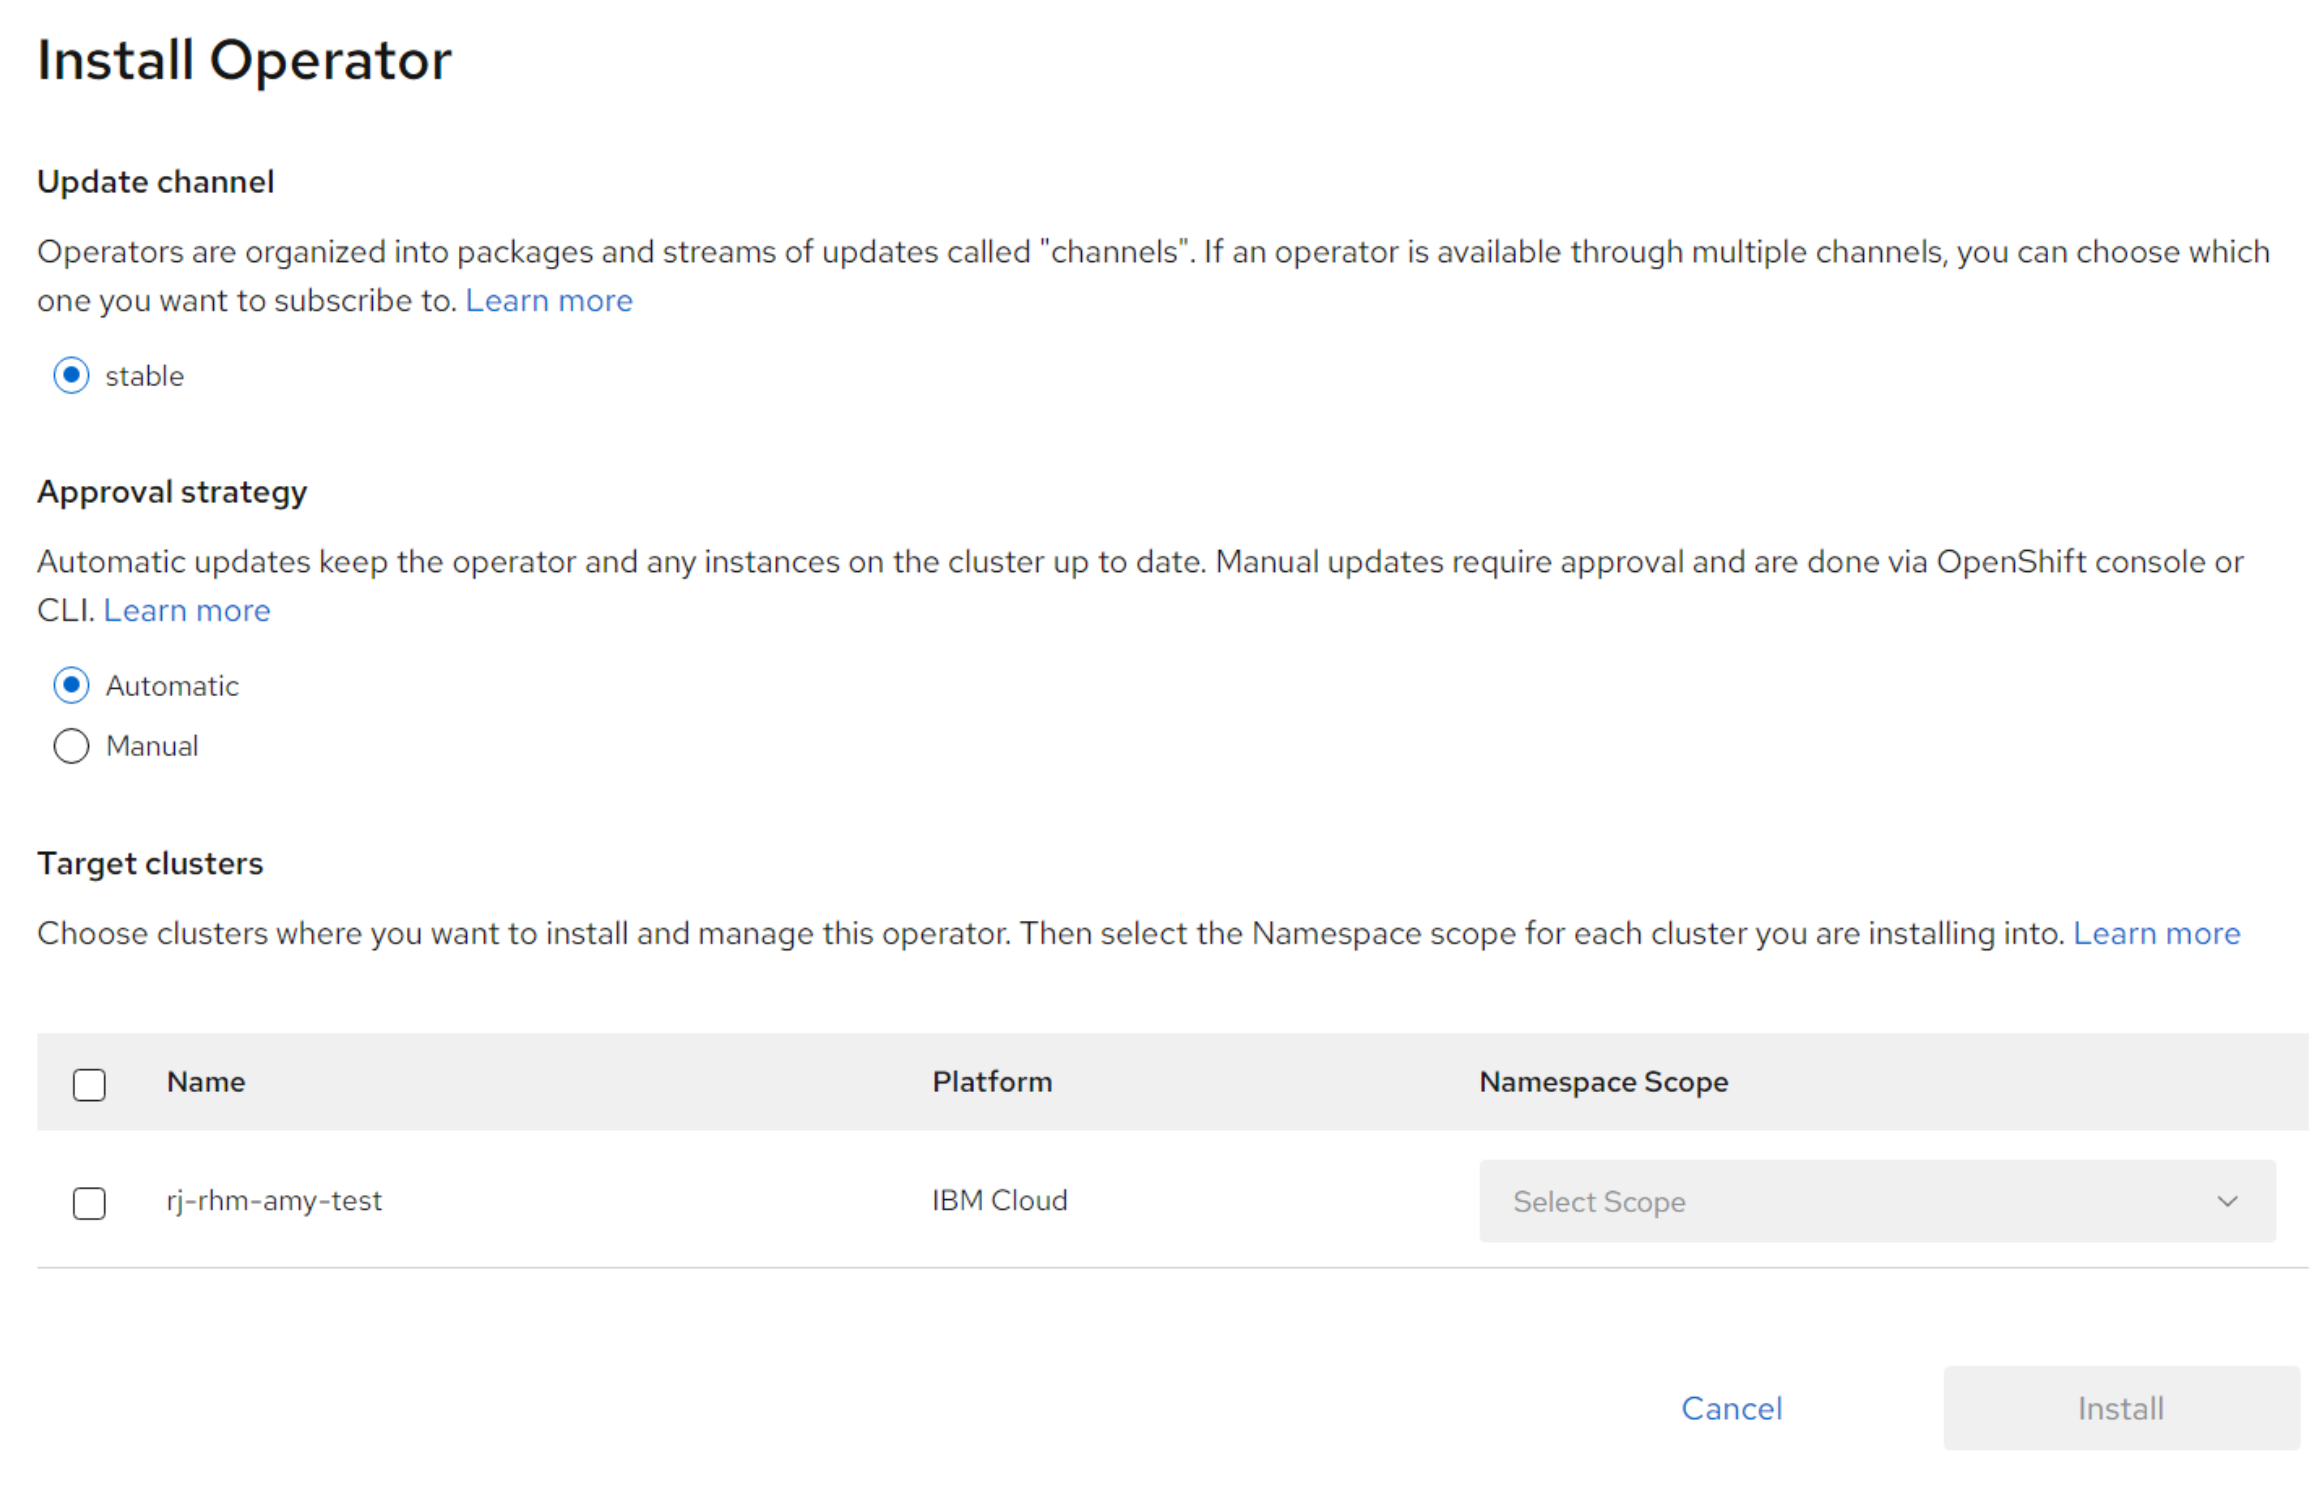 Install Operator
Update channel
Operators are organized into packages and streams of updates called "channels". If an operator is available through multiple channels, you can choose which
one you want to subscribe to. Learn more
stable
Approval strategy
Automatic updates keep the operator and any instances on the cluster up to date. Manual updates require approval and are done via OpenShift console or
CLI. Learn more
Automatic
Manual
Target clusters
Choose clusters where you want to install and manage this operator. Then select the Namespace scope for each cluster you are installing into. Learn more
Name Platform Namespace Scope
rj-rhm-amy-test IBM Cloud Select Scope
Cancel Install